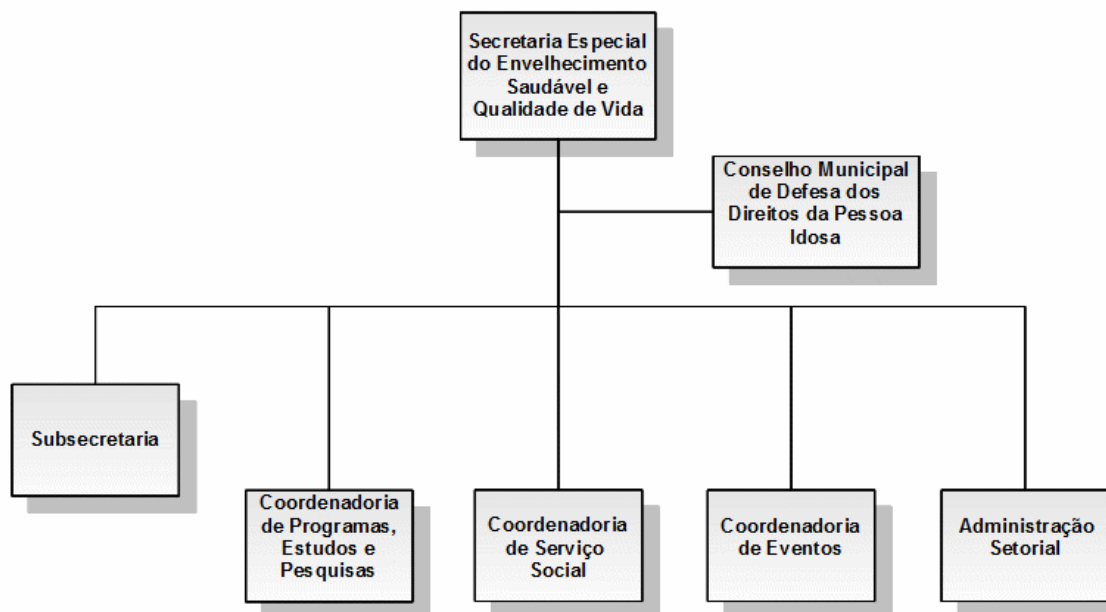 Secretaria Especial
do Envelhecimento
Saudável e
Qualidade de Vida
Conselho Municipal
de Defesa dos
Direitos da Pessoa
Idosa
Subsecretaria
Coordenadoria
de Programas,
Estudos e
Pesquisas
Coordenadoria
de Serviço
Social
Coordenadoria
de Eventos
Administração
Setorial